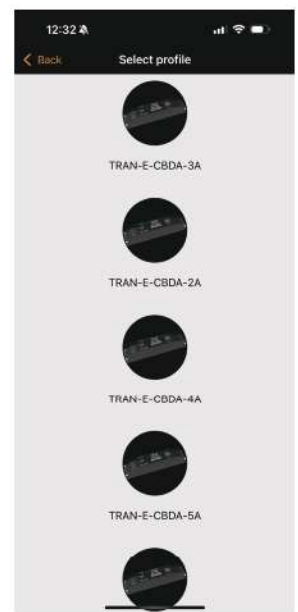 12:32
Back
Select profile
TRAN-E-CBDA-3A
TRAN-E-CBDA-2A
TRAN-E-CBDA-4A
TRAN-E-CBDA-5A